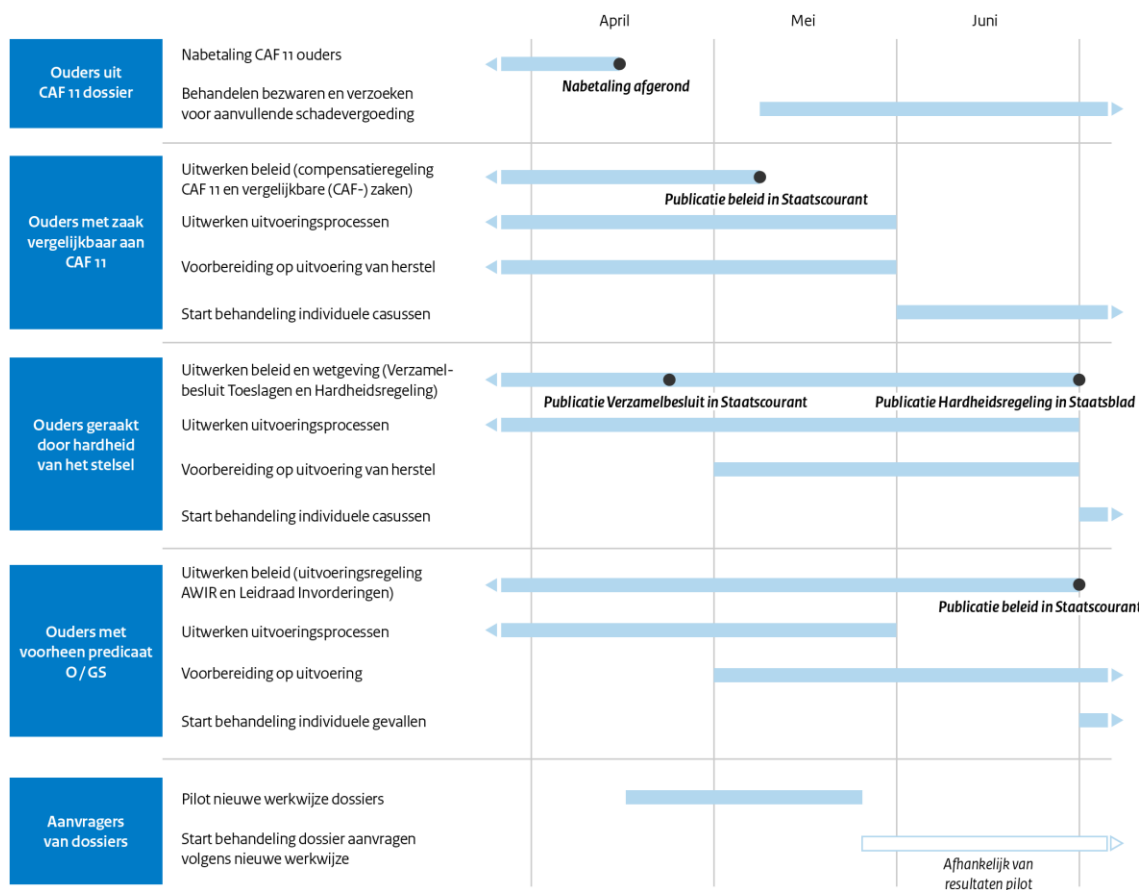 April
Mei
Juni
Ouders uit
CAF 11 dossier
Nabetaling CAF 11 ouders
Nabetaling afgerond
Behandelen bezwaren en verzoeken
voor aanvullende schadevergoeding
Ouders met zaak
vergelijkbaar aan
CAF 11
Uitwerken beleid (compensatieregeling
CAF 11 en vergelijkbare (CAF-) zaken)
Publicatie beleid in Staatscourant
Uitwerken uitvoeringsprocessen
Voorbereiding op uitvoering van herstel
Start behandeling individuele casussen
Ouders geraakt
door hardheid
van het stelsel
Uitwerken beleid en wetgeving (Verzamel-
besluit Toeslagen en Hardheidsregeling)
Publicatie Verzamelbesluit in Staatscourant
Publicatie Hardheidsregeling in Staatsblad
Uitwerken uitvoeringsprocessen
Voorbereiding op uitvoering van herstel
Start behandeling individuele casussen
Ouders met
voorheen predicaat
O / GS
Uitwerken beleid (uitvoeringsregeling
AWIR en Leidraad Invorderingen)
Publicatie beleid in Staatscourant
Uitwerken uitvoeringsprocessen
Voorbereiding op uitvoering
Start behandeling individuele gevallen
Aanvragers
van dossiers
Pilot nieuwe werkwijze dossiers
Start behandeling dossier aanvragen
volgens nieuwe werkwijze
Afhankelijk van
resultaten pilot